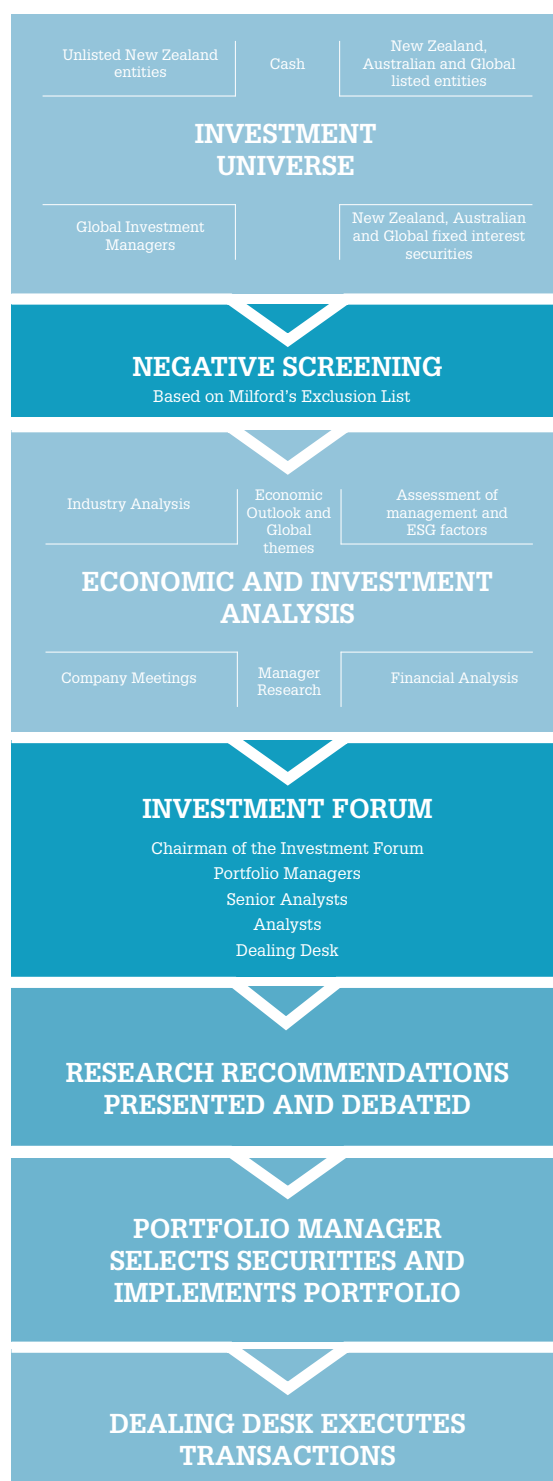 Unlisted New Zealand
entities
Cash
New Zealand,
Australian and Global
listed entities
INVESTMENT
UNIVERSE
Global Investment
Managers
New Zealand, Australian
and Global fixed interest
securities
NEGATIVE SCREENING
Based on Milford's Exclusion List
Industry Analysis
Economic
Outlook and
Global
themes
Assessment of
management and
ESG factors
ECONOMIC AND INVESTMENT
ANALYSIS
Company Meetings
Manager
Research
Financial Analysis
INVESTMENT FORUM
Chairman of the Investment Forum
Portfolio Managers
Senior Analysts
Analysts
Dealing Desk
RESEARCH RECOMMENDATIONS
PRESENTED AND DEBATED
PORTFOLIO MANAGER
SELECTS SECURITIES AND
IMPLEMENTS PORTFOLIO
DEALING DESK EXECUTES
TRANSACTIONS